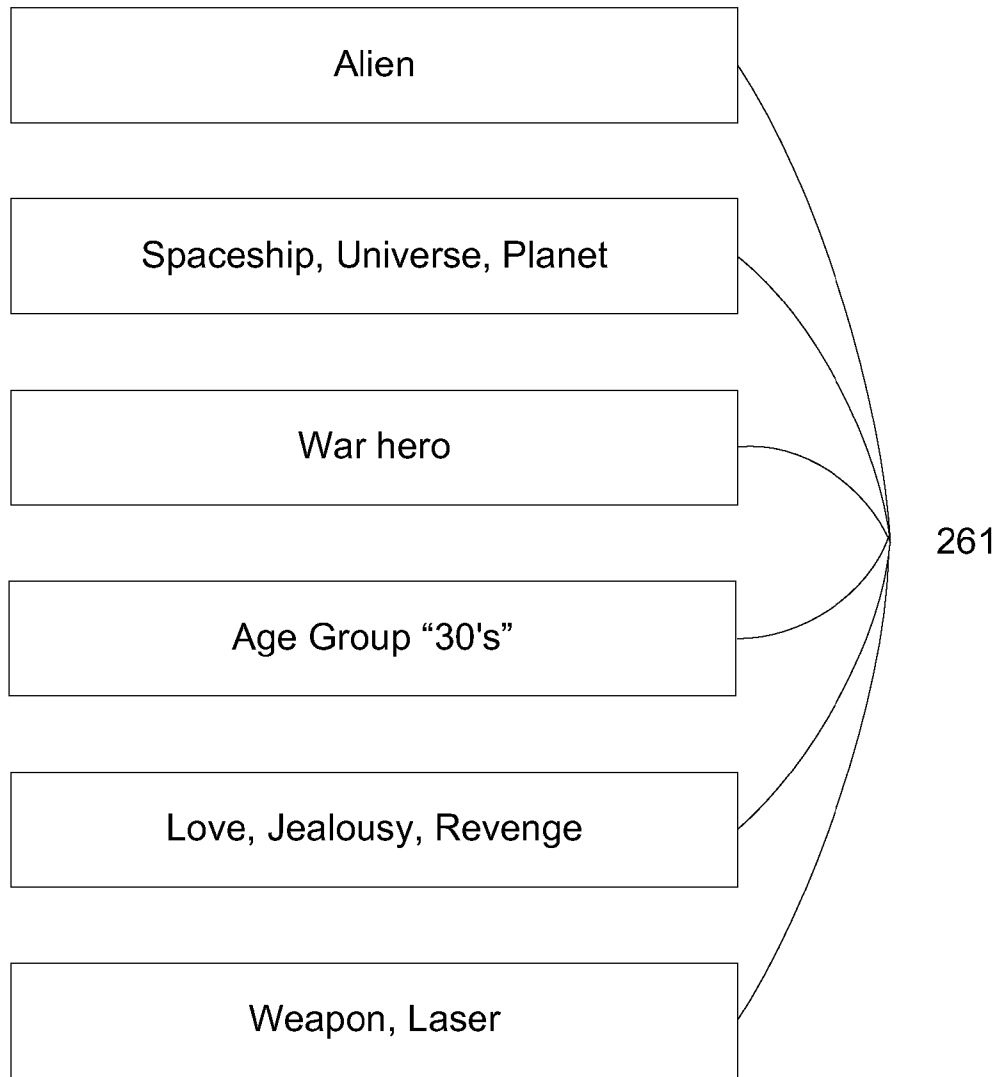 Alien
Spaceship, Universe, Planet
War hero
261
Age Group “30's”
Love, Jealousy, Revenge
Weapon, Laser